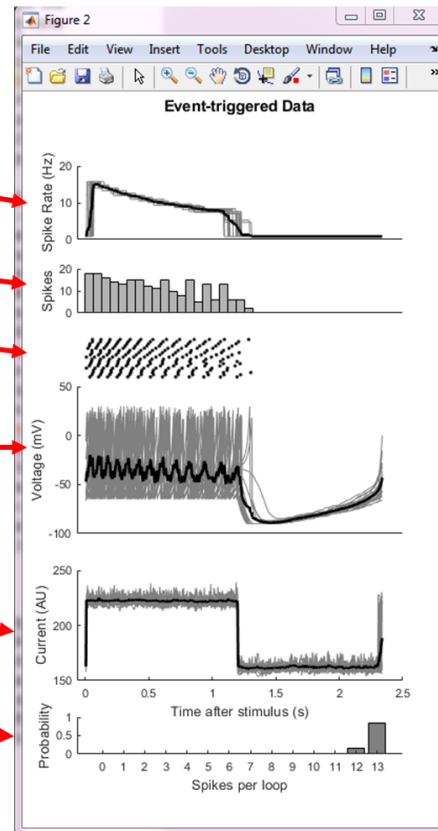 Figure 2
File Edit View Insert Tools Desktop Window Help
Event-triggered Data
Spike Rate (Hz)
20
10
0
Spikes
20
10
0
Voltage (mV)
50
0
-50
-100
Current (AU)
250
200
150
0 0.5 1 1.5 2 2.5
Time after stimulus (s)
Probability
1
0.5
0
0 1 2 3 4 5 6 7 8 9 10 11 12 13
Spikes per loop